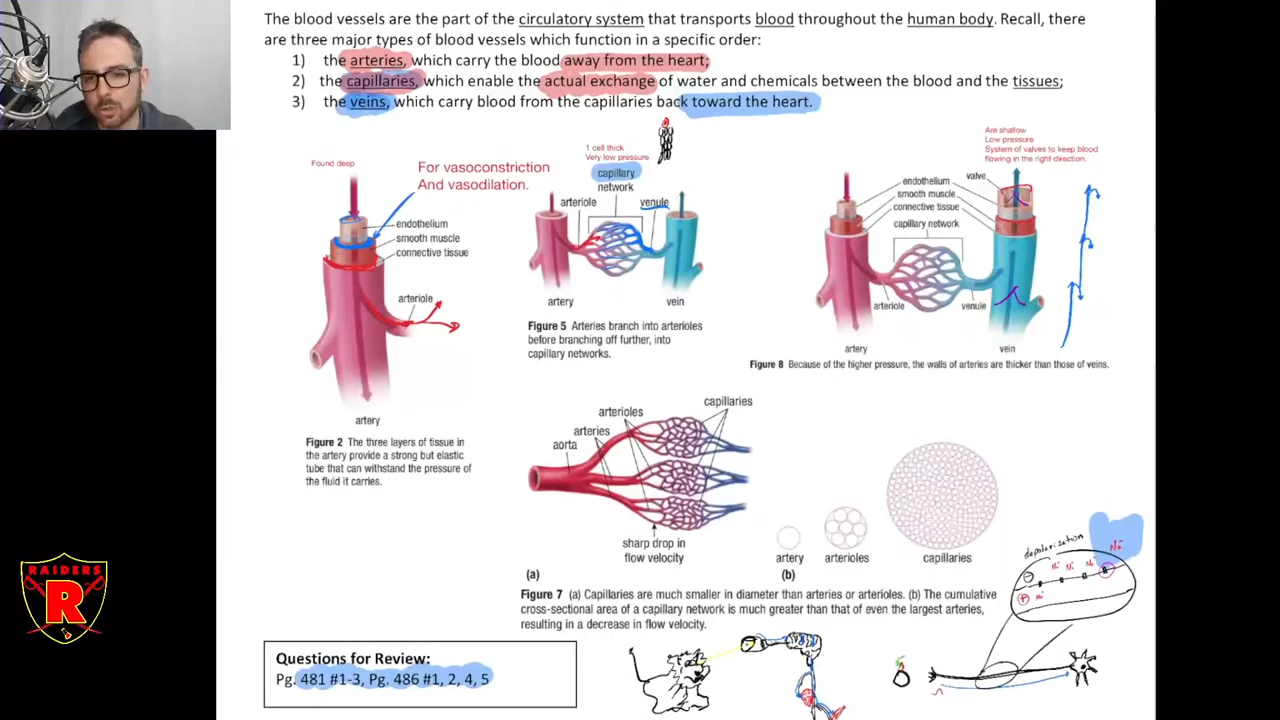 The blood vessels are the part of the circulatory system that transports blood throughout the human body. Recall, there
are three major types of blood vessels which function in a specific order:
1) the arteries, which carry the blood away from the heart;
2) the capillaries, which enable the actual exchange of water and chemicals between the blood and the tissues;
3) the veins, which carry blood from the capillaries back toward the heart.
Found deep
For vasoconstriction
And vasodilation.
endothelium
smooth muscle
connective tissue
arteriole
artery
Figure 2 The three layers of tissue in
the artery provide a strong but elastic
tube that can withstand the pressure of
the fluid it carries.
1 cell thick
Very low pressure
capillary
network
arteriole
venule
artery
vein
Figure 5 Arteries branch into arterioles
before branching off further, into
capillary networks.
Are shallow
Low pressure
System of valves to keep blood
flowing in the right direction.
valve
endothelium
smooth muscle
connective tissue
capillary network
arteriole
venule
artery
vein
Figure 8 Because of the higher pressure, the walls of arteries are thicker than those of veins.
capillaries
arterioles
arteries
aorta
sharp drop in
flow velocity
(a)
artery
arterioles
capillaries
(b)
Figure 7 (a) Capillaries are much smaller in diameter than arteries or arterioles. (b) The cumulative
cross-sectional area of a capillary network is much greater than that of even the largest arteries,
resulting in a decrease in flow velocity.
depolarization
Questions for Review:
Pg. 481 #1-3, Pg. 486 #1, 2, 4, 5
RAIDERS
R